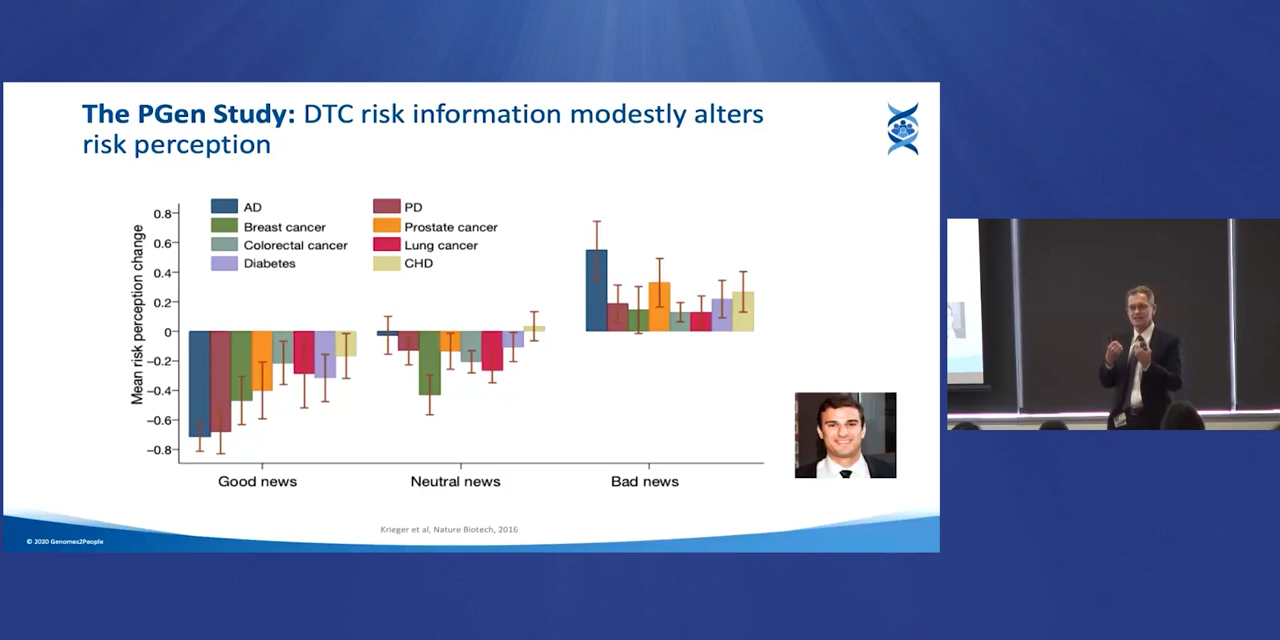 The PGen Study: DTC risk information modestly alters
risk perception
Mean risk perception change
0.8
0.6
0.4
0.2
0
−0.2
−0.4
−0.6
−0.8
AD
PD
Breast cancer
Prostate cancer
Colorectal cancer
Lung cancer
Diabetes
CHD
Good news
Neutral news
Bad news
Krieger et al, Nature Biotech, 2016
© 2020 Genomes2People